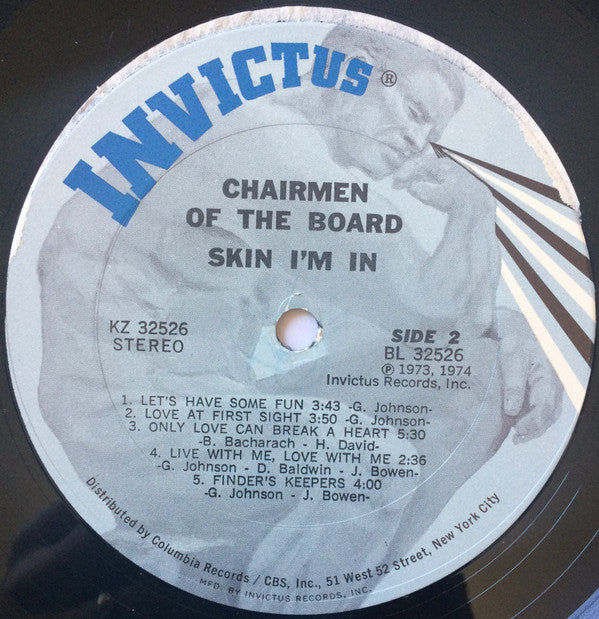 INVICTUS®
CHAIRMEN
OF THE BOARD
SKIN I'M IN
KZ 32526
STEREO
SIDE 2
BL 32526
℗ 1973, 1974
Invictus Records, Inc.
1. LET'S HAVE SOME FUN 3:43 -G. Johnson-
2. LOVE AT FIRST SIGHT 3:50 -G. Johnson-
3. ONLY LOVE CAN BREAK A HEART 5:30
-B. Bacharach - H. David-
4. LIVE WITH ME, LOVE WITH ME 2:36
-G. Johnson - D. Baldwin - J. Bowen-
5. FINDER'S KEEPERS 4:00
-G. Johnson - J. Bowen-
Distributed by Columbia Records / CBS, Inc., 51 West 52 Street, New York City
MFD. BY INVICTUS RECORDS, INC.